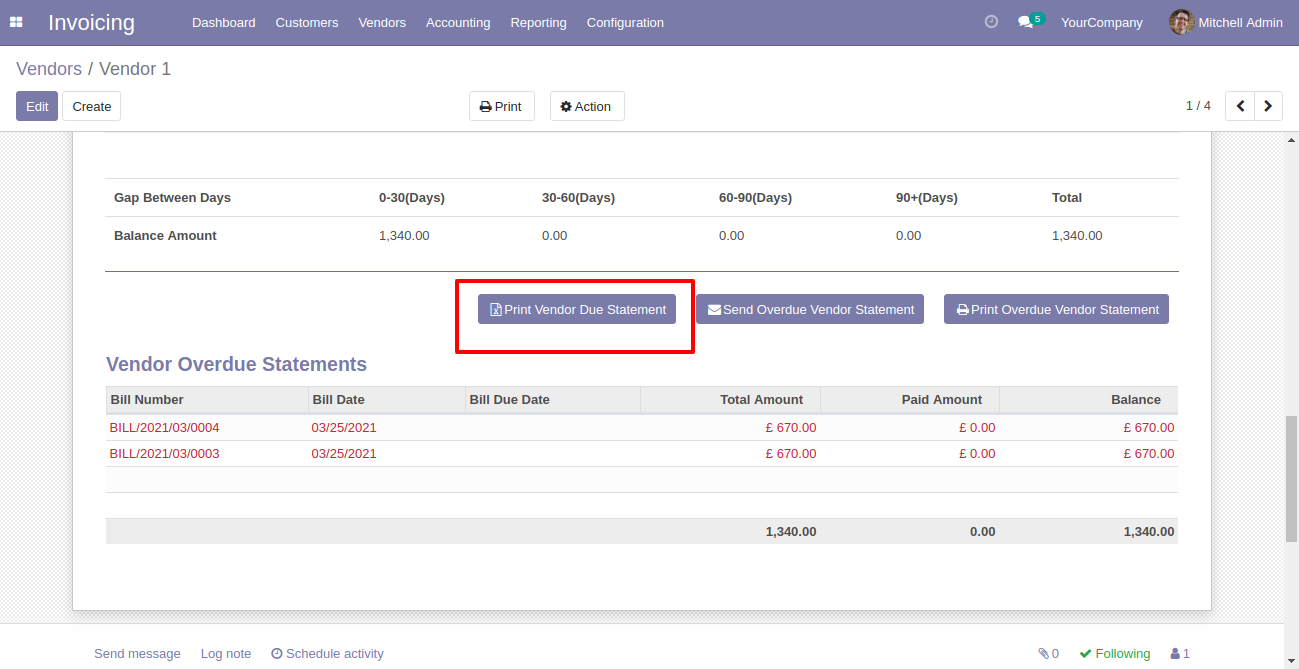 Invoicing Dashboard Customers Vendors Accounting Reporting Configuration 5 YourCompany Mitchell Admin
Vendors / Vendor 1
Edit Create Print Action 1 / 4
Gap Between Days 0-30(Days) 30-60(Days) 60-90(Days) 90+(Days) Total
Balance Amount 1,340.00 0.00 0.00 0.00 1,340.00
Print Vendor Due Statement Send Overdue Vendor Statement Print Overdue Vendor Statement
Vendor Overdue Statements
Bill Number Bill Date Bill Due Date Total Amount Paid Amount Balance
BILL/2021/03/0004 03/25/2021 £ 670.00 £ 0.00 £ 670.00
BILL/2021/03/0003 03/25/2021 £ 670.00 £ 0.00 £ 670.00
1,340.00 0.00 1,340.00
Send message Log note Schedule activity 0 Following 1